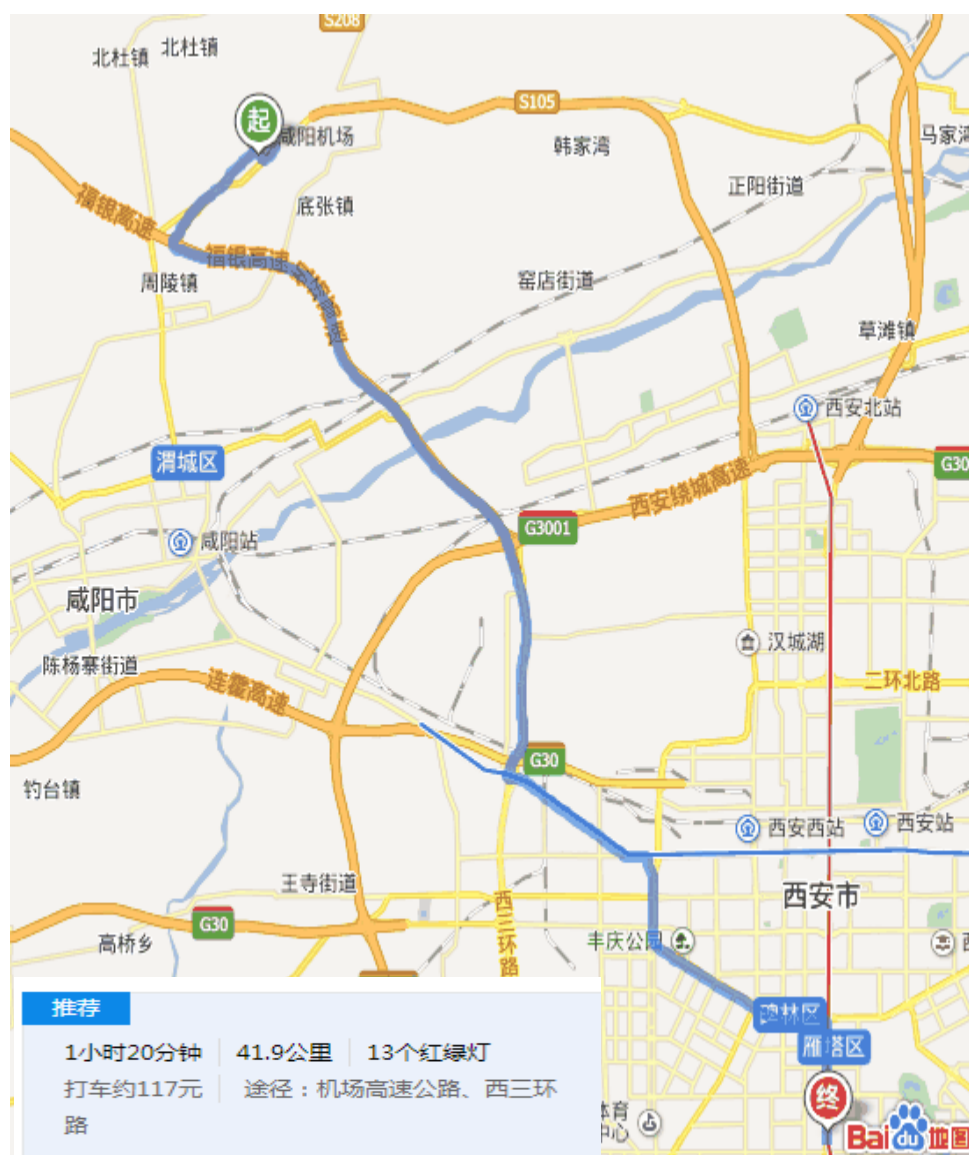 S208
北杜镇
北杜镇
S105
起
咸阳机场
韩家湾
正阳街道
底张镇
福银高速
福银高速
周陵镇
窑店街道
草滩镇
西安北站
渭城区
G30
西安绕城高速
G3001
咸阳站
咸阳市
汉城湖
陈杨寨街道
连霍高速
二环北路
G30
钓台镇
西安西站
西安站
王寺街道
西安市
西三环路
G30
高桥乡
丰庆公园
碑林区
雁塔区
终
推荐
1小时20分钟
41.9公里
13个红绿灯
打车约117元
途径：机场高速公路、西三环
路
Bai du 地图